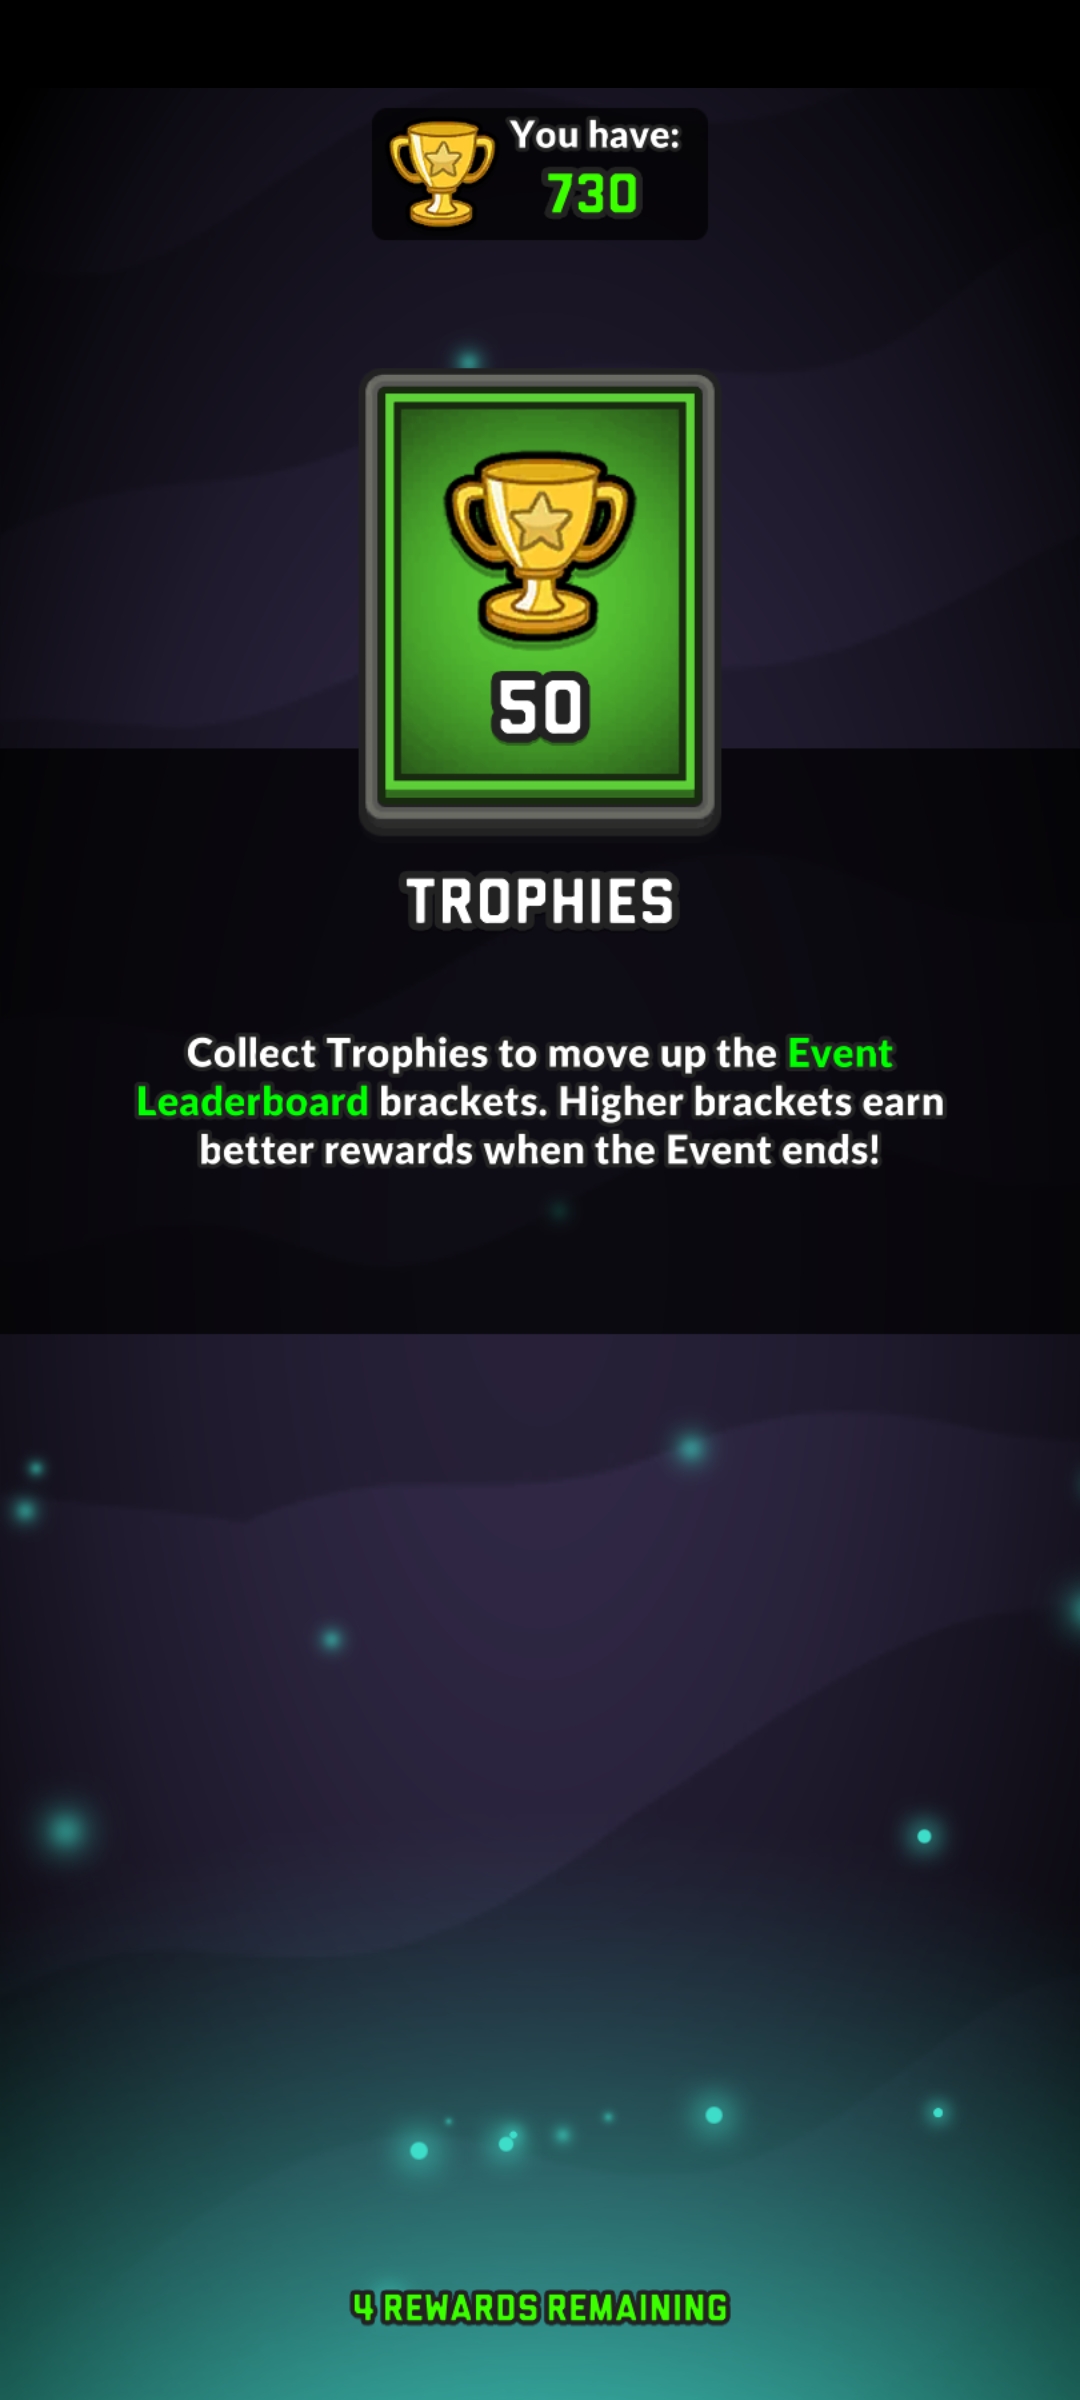 You have:
730
50
TROPHIES
Collect Trophies to move up the Event
Leaderboard brackets. Higher brackets earn
better rewards when the Event ends!
4 REWARDS REMAINING